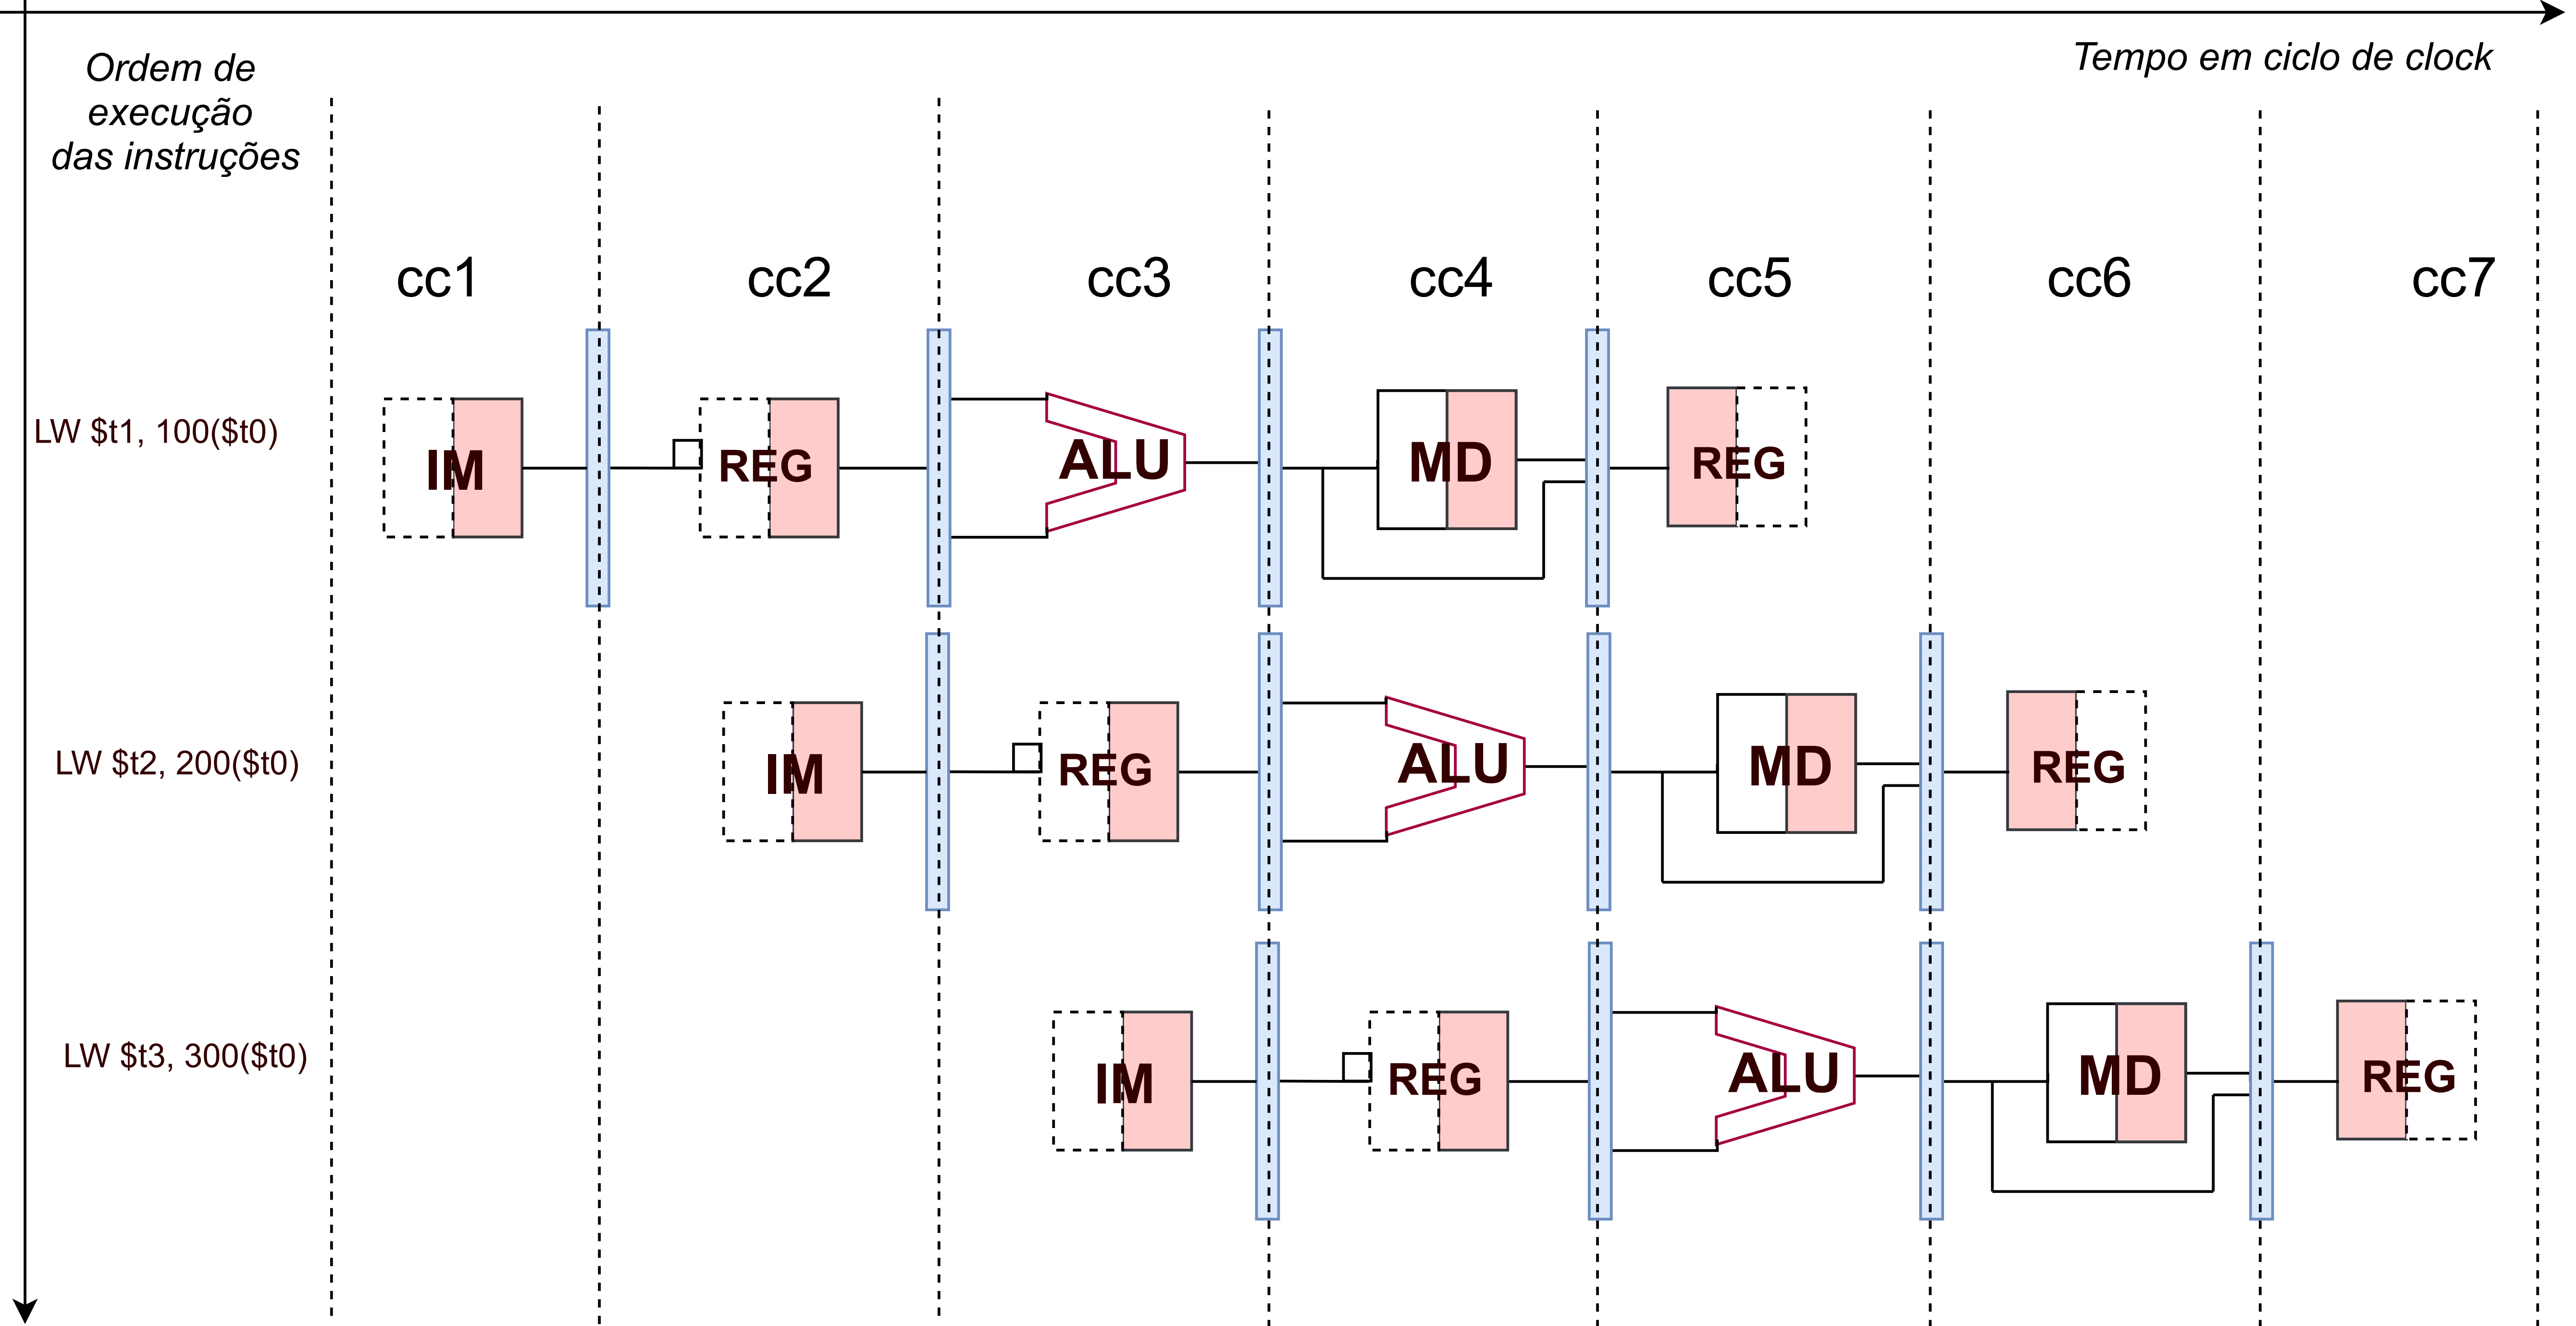 Ordem de
execução
das instruções
Tempo em ciclo de clock
cc1 cc2 cc3 cc4 cc5 cc6 cc7
LW $t1, 100($t0)
IM REG ALU MD REG
LW $t2, 200($t0)
IM REG ALU MD REG
LW $t3, 300($t0)
IM REG ALU MD REG